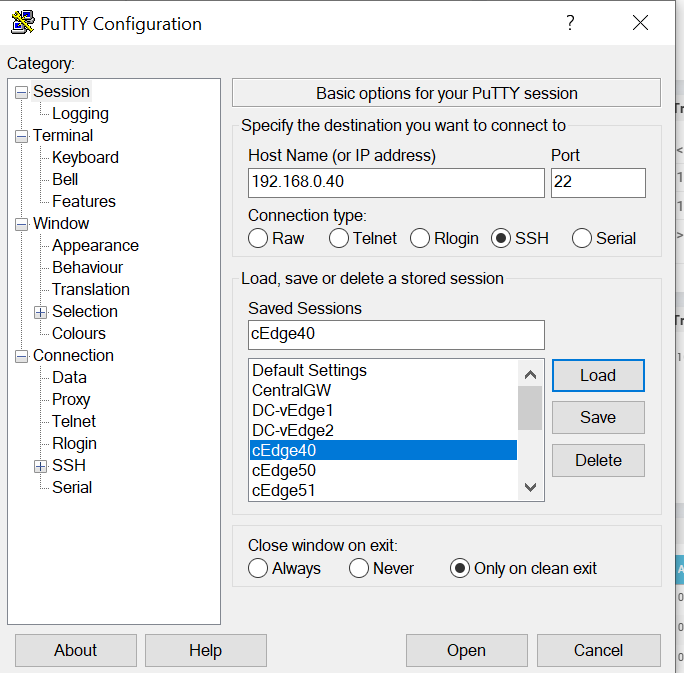 PuTTY Configuration
?
Category:
Session
Logging
Terminal
Keyboard
Bell
Features
Window
Appearance
Behaviour
Translation
Selection
Colours
Connection
Data
Proxy
Telnet
Rlogin
SSH
Serial
Basic options for your PuTTY session
Specify the destination you want to connect to
Host Name (or IP address) Port
192.168.0.40 22
Connection type:
Raw Telnet Rlogin SSH Serial
Load, save or delete a stored session
Saved Sessions
cEdge40
Default Settings
CentralGW
DC-vEdge1
DC-vEdge2
cEdge40
cEdge50
cEdge51
Load
Save
Delete
Close window on exit:
Always Never Only on clean exit
About Help Open Cancel